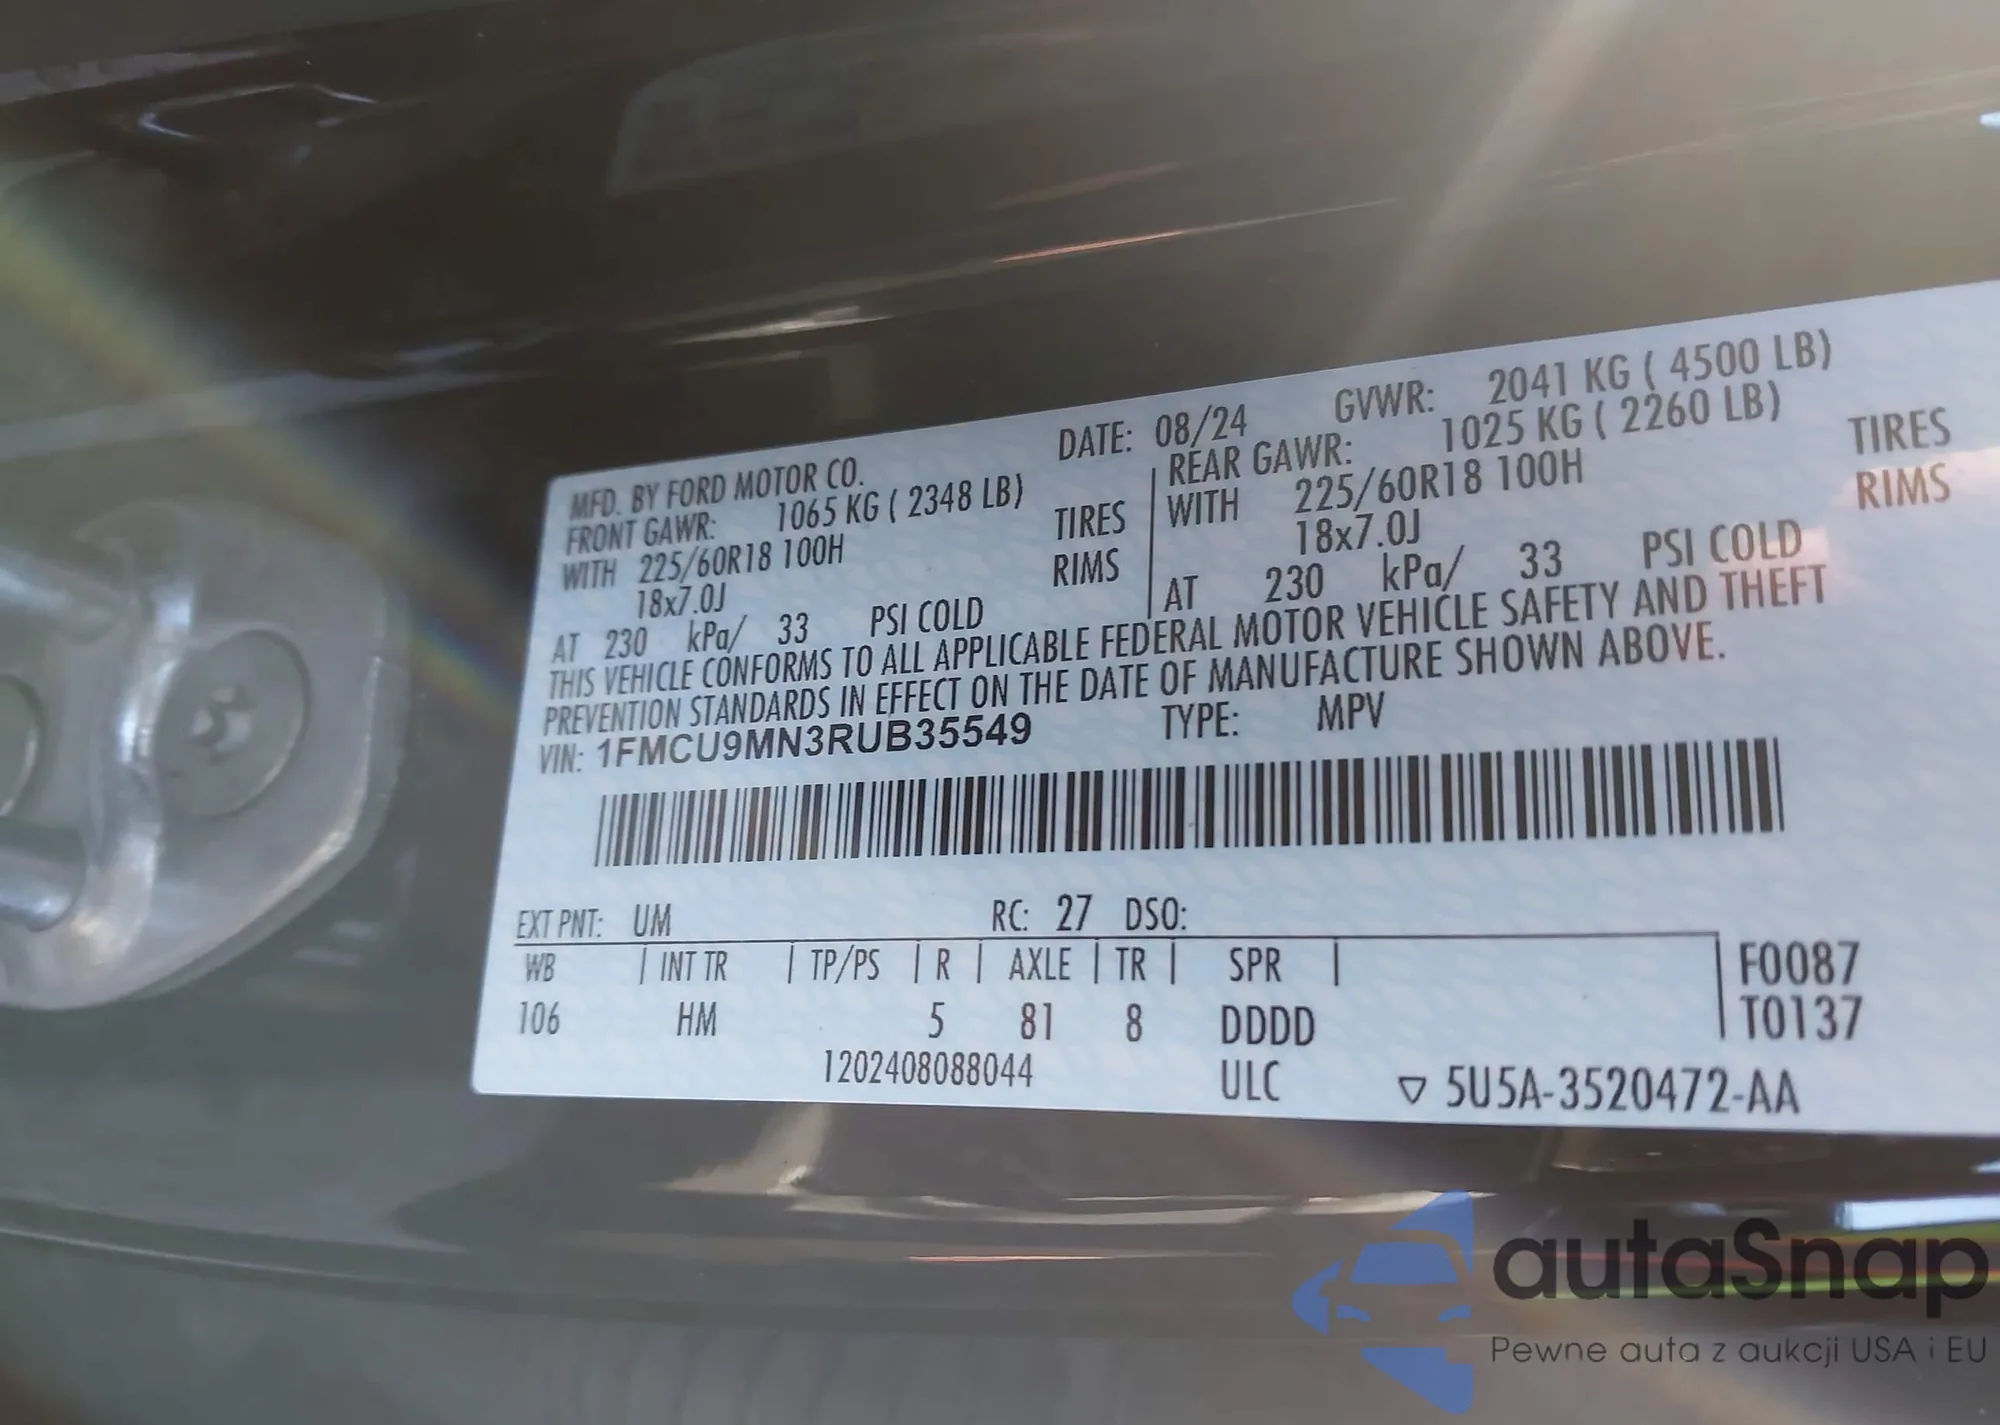 MFD. BY FORD MOTOR CO. DATE: 08/24 GVWR: 2041 KG ( 4500 LB)
FRONT GAWR: 1065 KG ( 2348 LB) REAR GAWR: 1025 KG ( 2260 LB)
WITH 225/60R18 100H TIRES WITH 225/60R18 100H TIRES
18x7.0J RIMS 18x7.0J RIMS
AT 230 kPa/ 33 PSI COLD AT 230 kPa/ 33 PSI COLD
THIS VEHICLE CONFORMS TO ALL APPLICABLE FEDERAL MOTOR VEHICLE SAFETY AND THEFT
PREVENTION STANDARDS IN EFFECT ON THE DATE OF MANUFACTURE SHOWN ABOVE.
VIN: 1FMCU9MN3RUB35549 TYPE: MPV
EXT PNT: UM RC: 27 DSO:
WB INT TR TP/PS R AXLE TR SPR F0087
106 HM 5 81 8 DDDD T0137
1202408088044 ULC ▽ 5U5A-3520472-AA
autaSnap
Pewne auta z aukcji USA i EU